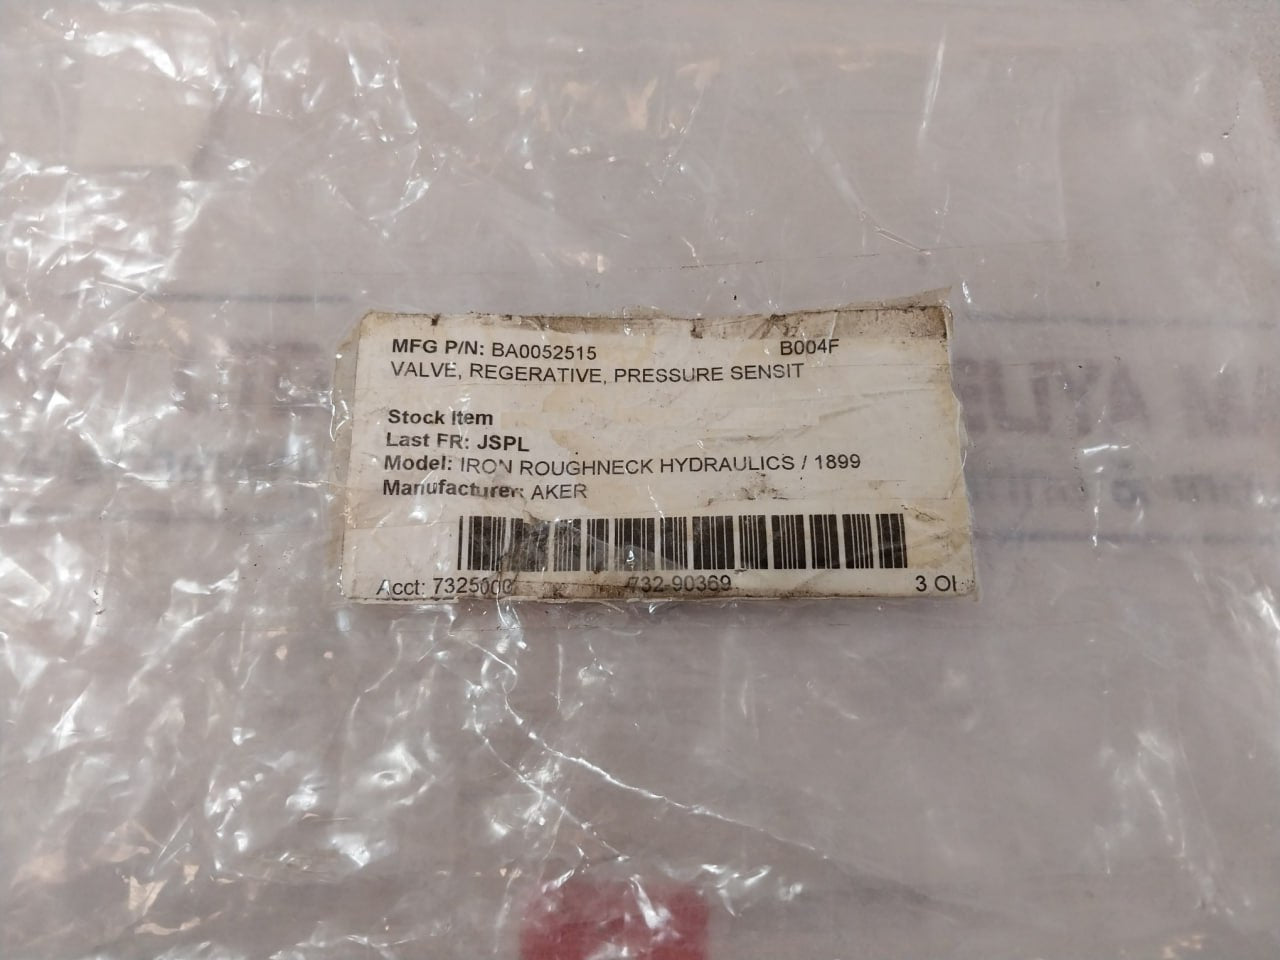 MFG P/N: BA0052515 B004F
VALVE, REGERATIVE, PRESSURE SENSIT
Stock Item
Last FR: JSPL
Model: IRON ROUGHNECK HYDRAULICS / 1899
Manufacturer: AKER
Acct: 7325000 732-90369 3 OI